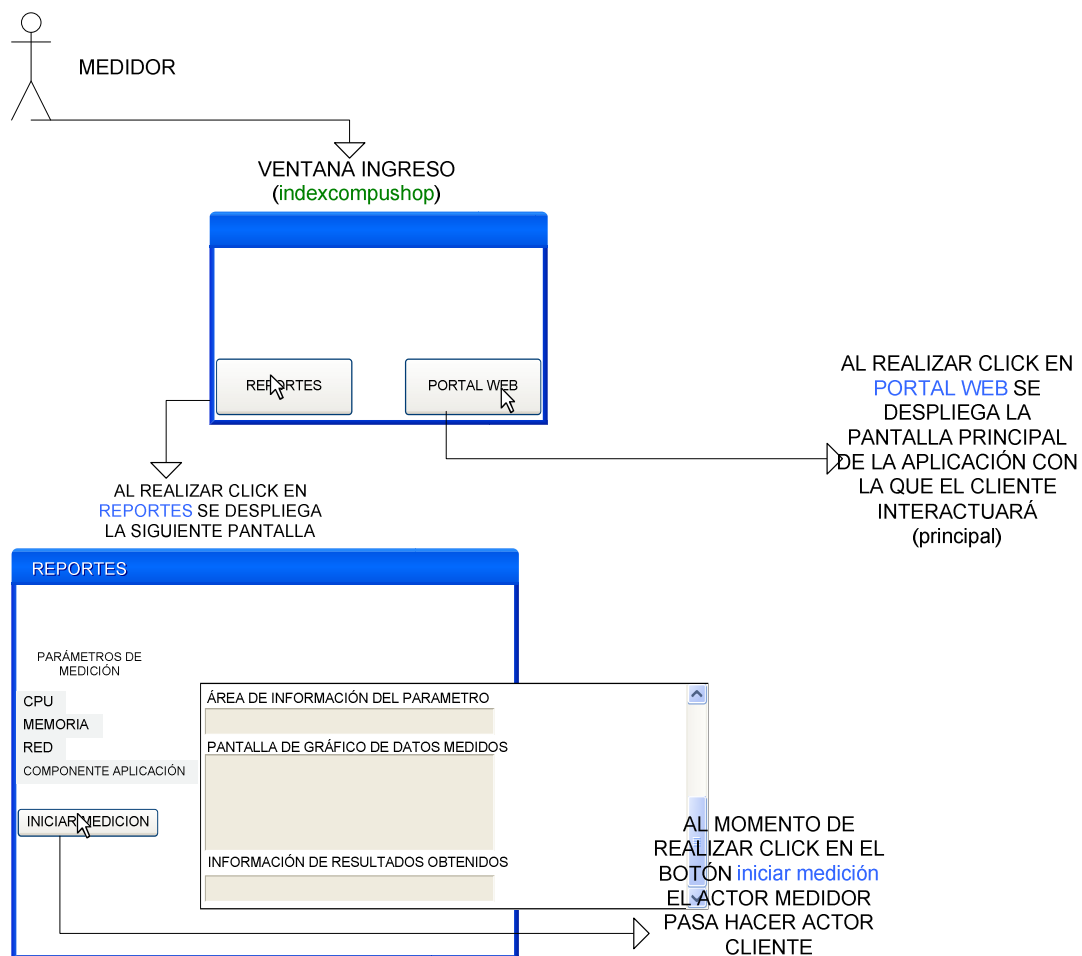 MEDIDOR
VENTANA INGRESO
(indexcompushop)
REPORTES
PORTAL WEB
AL REALIZAR CLICK EN
PORTAL WEB SE
DESPLIEGA LA
PANTALLA PRINCIPAL
DE LA APLICACIÓN CON
LA QUE EL CLIENTE
INTERACTUARÁ
(principal)
AL REALIZAR CLICK EN
REPORTES SE DESPLIEGA
LA SIGUIENTE PANTALLA
REPORTES
PARÁMETROS DE
MEDICIÓN
CPU
MEMORIA
RED
COMPONENTE APLICACIÓN
INICIAR MEDICION
ÁREA DE INFORMACIÓN DEL PARAMETRO
PANTALLA DE GRÁFICO DE DATOS MEDIDOS
INFORMACIÓN DE RESULTADOS OBTENIDOS
AL MOMENTO DE
REALIZAR CLICK EN EL
BOTÓN iniciar medición
EL ACTOR MEDIDOR
PASA HACER ACTOR
CLIENTE